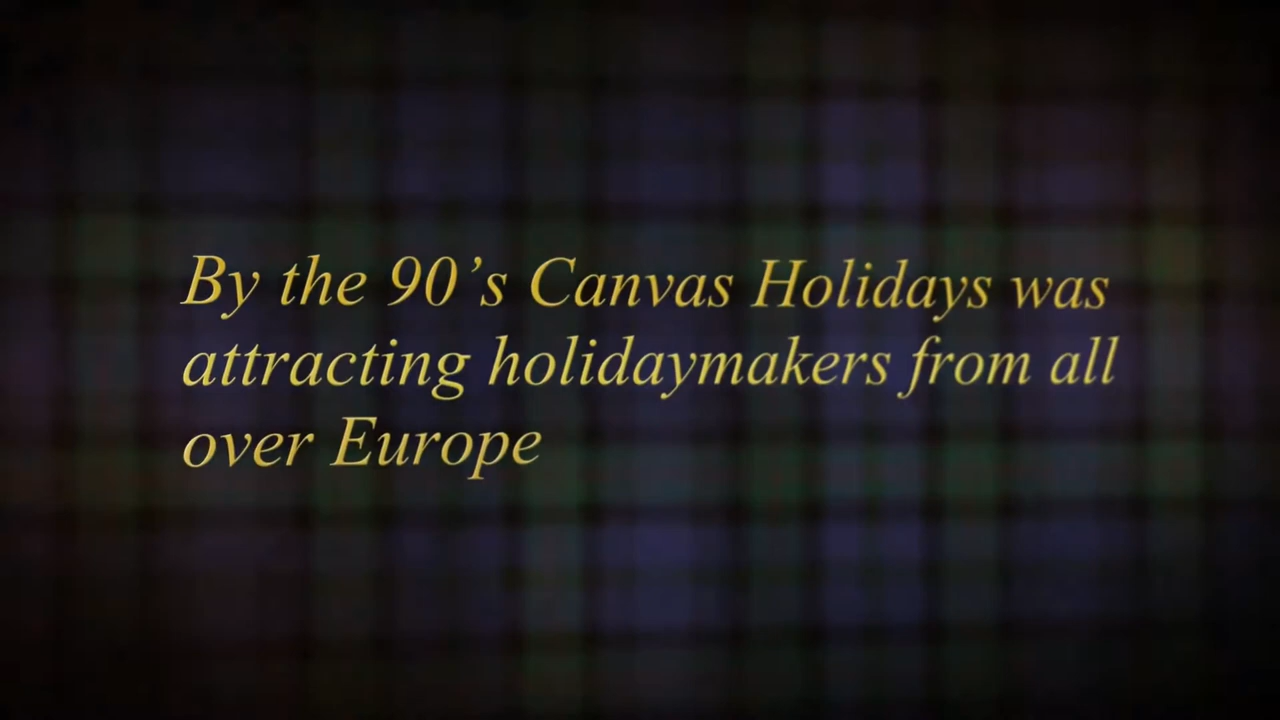 By the 90’s Canvas Holidays was
attracting holidaymakers from all
over Europe